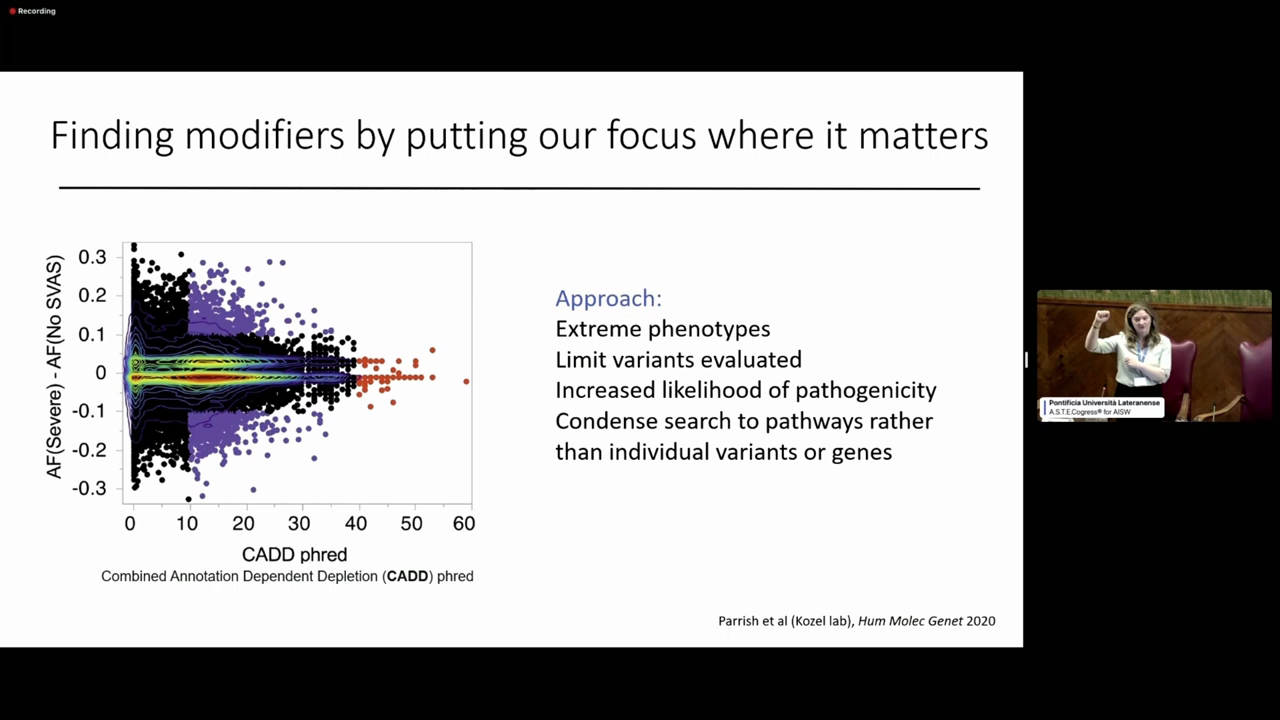 Recording
Finding modifiers by putting our focus where it matters
AF(Severe) - AF(No SVAS)
0.3
0.2
0.1
0
-0.1
-0.2
-0.3
0 10 20 30 40 50 60
CADD phred
Combined Annotation Dependent Depletion (CADD) phred
Approach:
Extreme phenotypes
Limit variants evaluated
Increased likelihood of pathogenicity
Condense search to pathways rather
than individual variants or genes
Parrish et al (Kozel lab), Hum Molec Genet 2020
Pontificia Università Lateranense
A.S.T.E.Cogress® for AISW